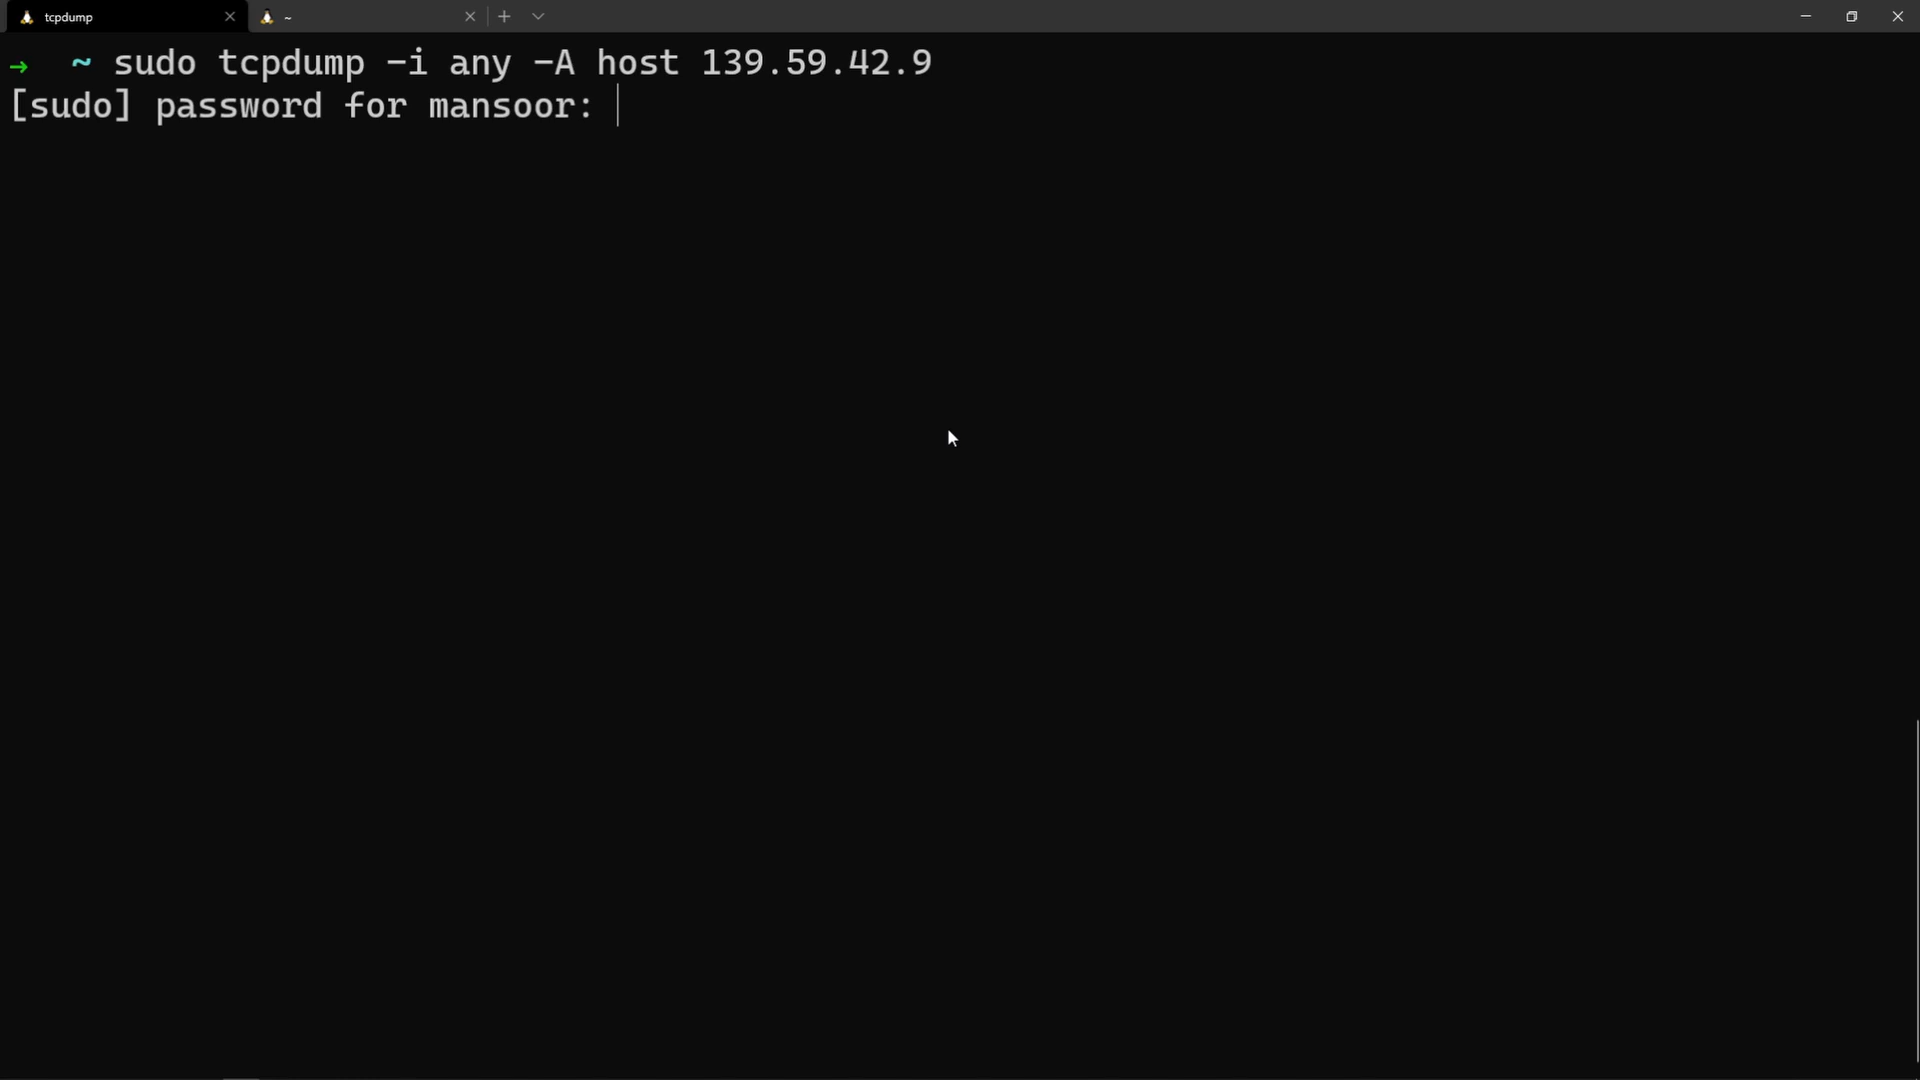 tcpdump
~
→ ~ sudo tcpdump -i any -A host 139.59.42.9
[sudo] password for mansoor: